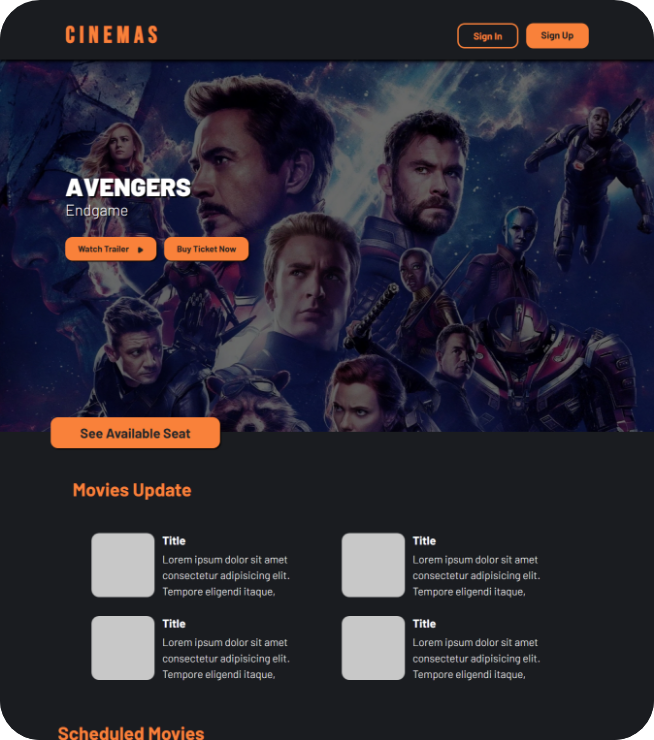 CINEMAS
Sign In
Sign Up
AVENGERS
Endgame
Watch Trailer
Buy Ticket Now
See Available Seat
Movies Update
Title
Lorem ipsum dolor sit amet
consectetur adipisicing elit.
Tempore eligendi itaque,
Title
Lorem ipsum dolor sit amet
consectetur adipisicing elit.
Tempore eligendi itaque,
Title
Lorem ipsum dolor sit amet
consectetur adipisicing elit.
Tempore eligendi itaque,
Title
Lorem ipsum dolor sit amet
consectetur adipisicing elit.
Tempore eligendi itaque,
Scheduled Movies